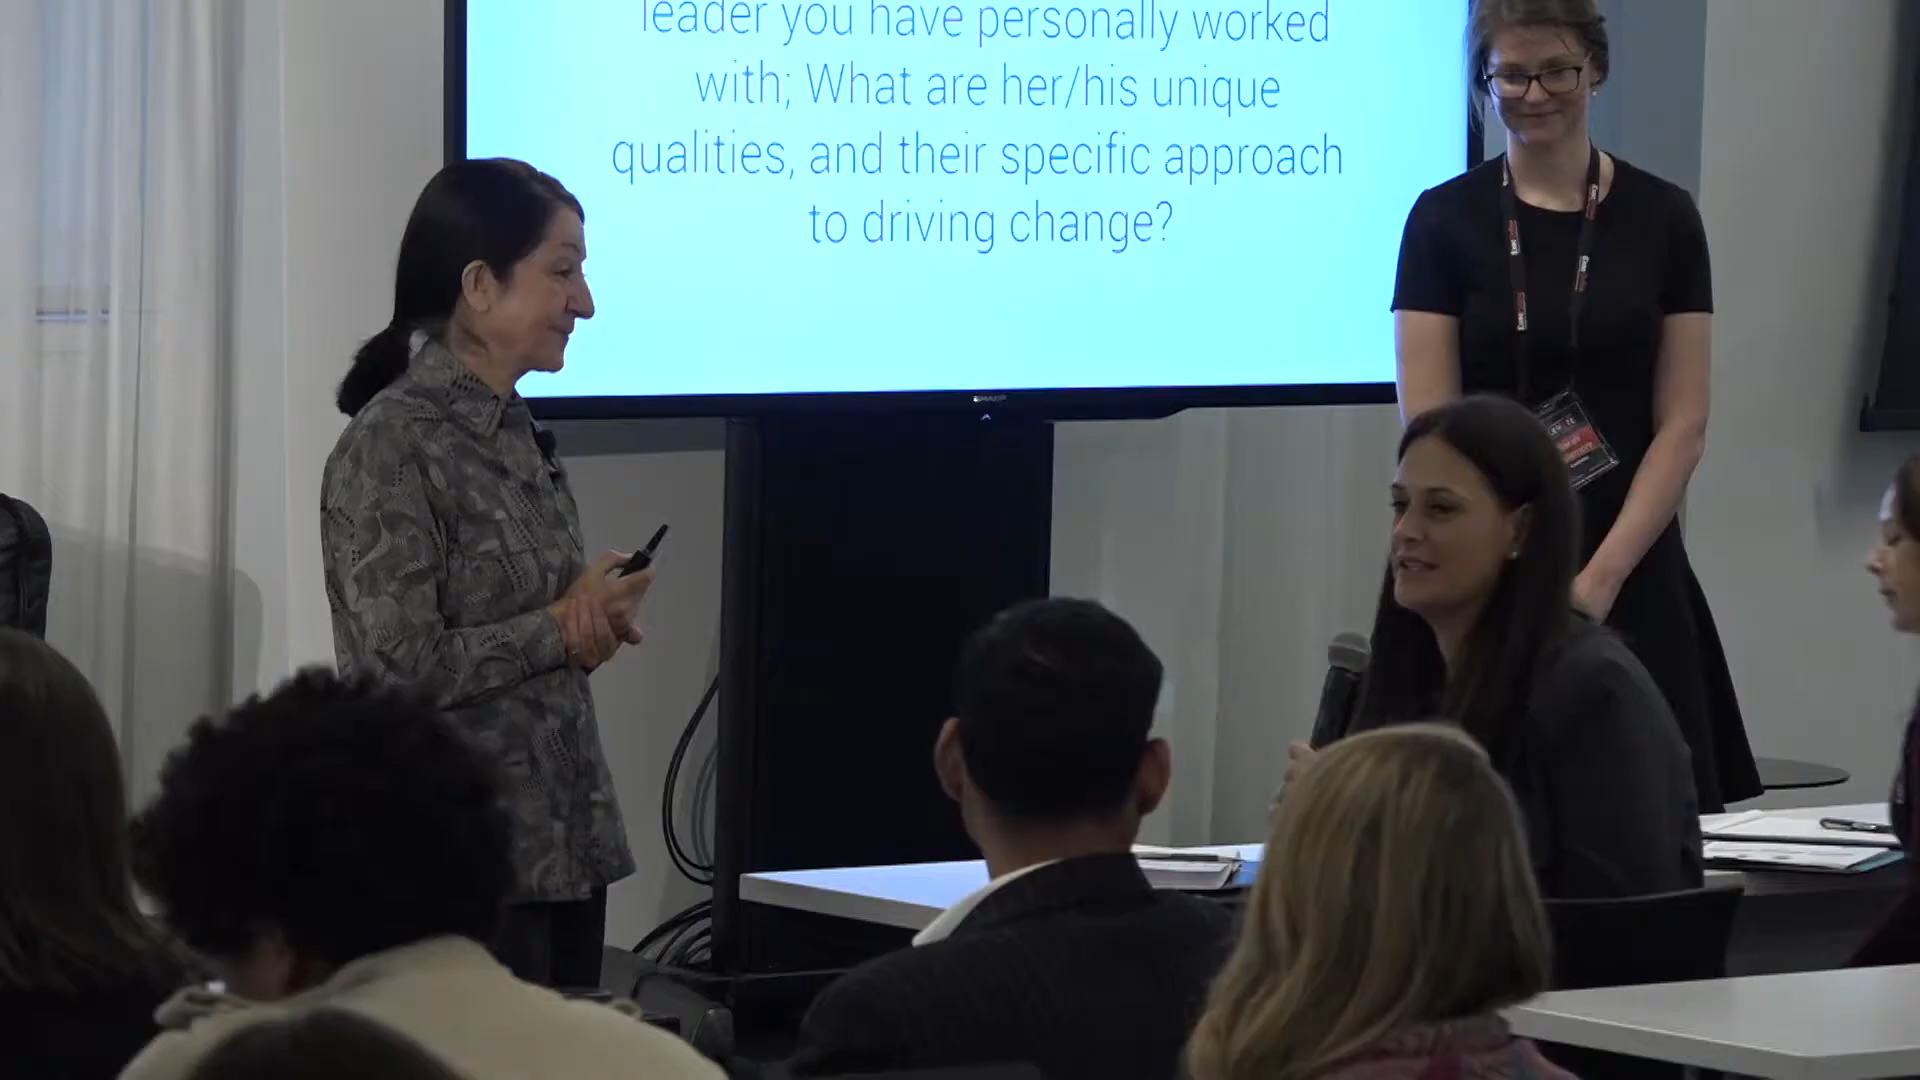 leader you have personally worked
with; What are her/his unique
qualities, and their specific approach
to driving change?
SHARP